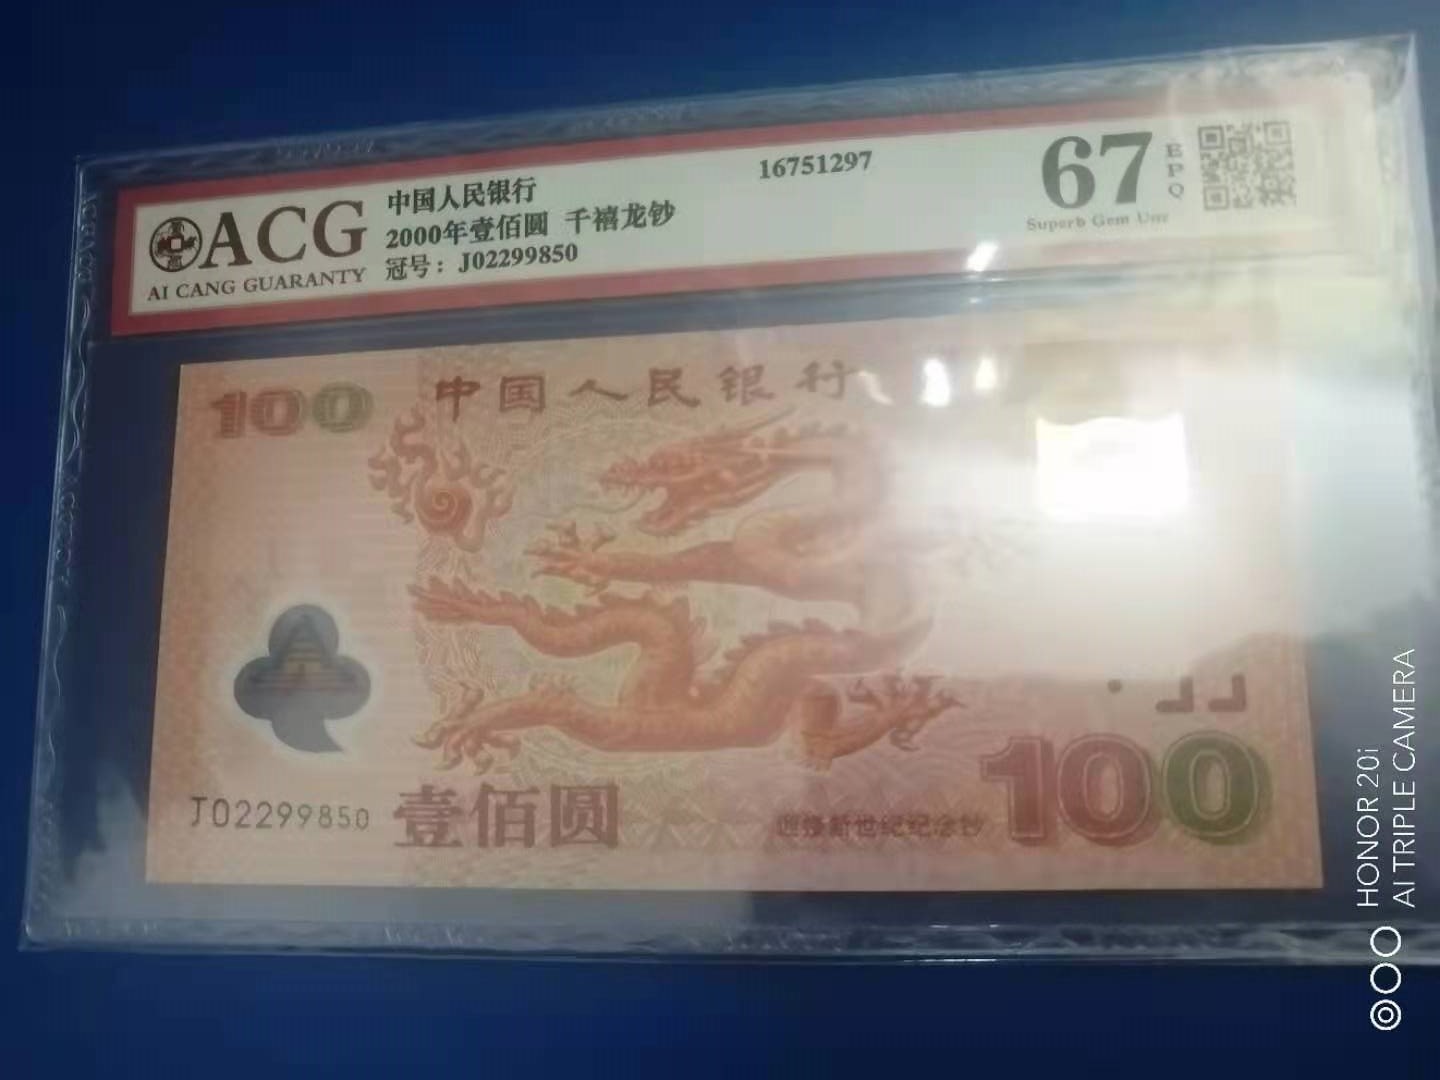 ACG
AI CANG GUARANTY
中国人民银行
2000年壹佰圆 千禧龙钞
冠号：J02299850
16751297
67
EPQ
Superb Gem Unc
100
中国人民银行
J02299850
壹佰圆
迎接新世纪纪念钞
100
HONOR 20i
AI TRIPLE CAMERA